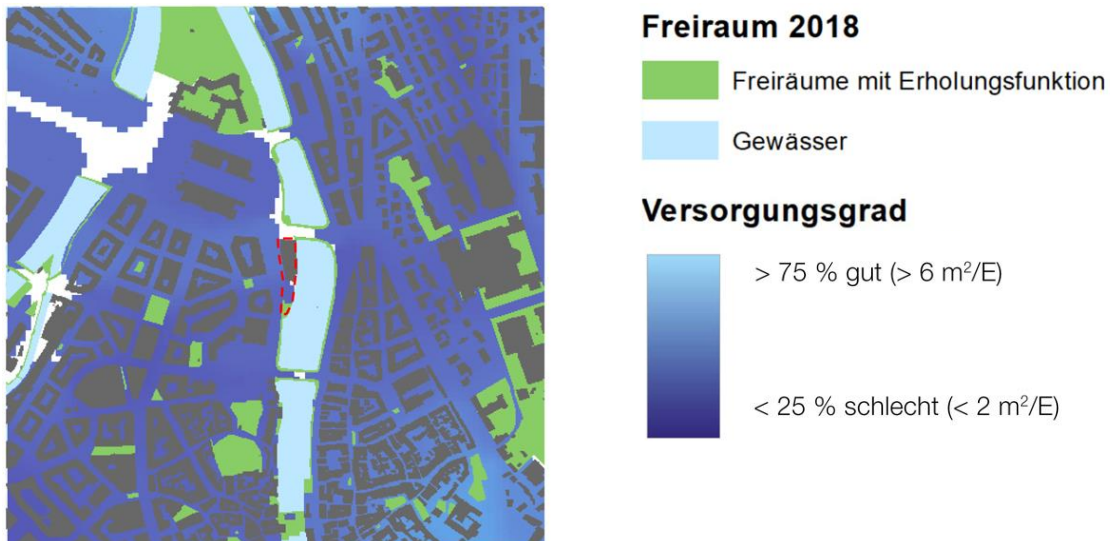 Freiraum 2018
Freiräume mit Erholungsfunktion
Gewässer
Versorgungsgrad
> 75 % gut (> 6 m²/E)
< 25 % schlecht (< 2 m²/E)